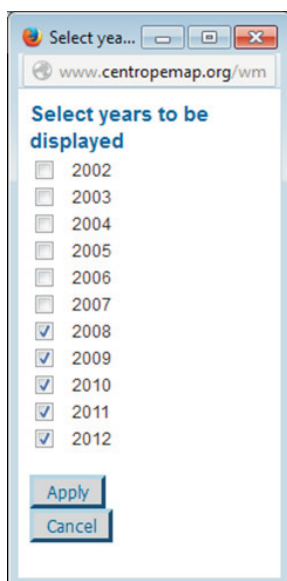 Select yea...
www.centropemap.org/wm
Select years to be
displayed
2002
2003
2004
2005
2006
2007
2008
2009
2010
2011
2012
Apply
Cancel